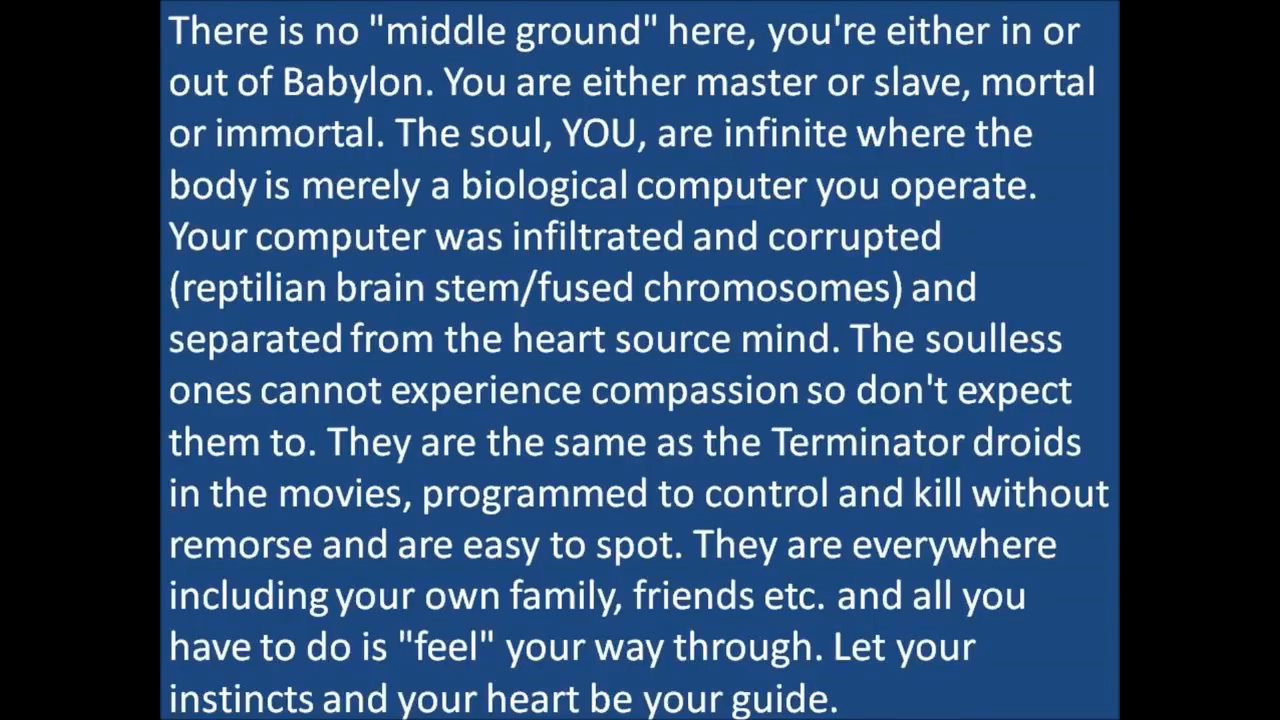 There is no "middle ground" here, you're either in or
out of Babylon. You are either master or slave, mortal
or immortal. The soul, YOU, are infinite where the
body is merely a biological computer you operate.
Your computer was infiltrated and corrupted
(reptilian brain stem/fused chromosomes) and
separated from the heart source mind. The soulless
ones cannot experience compassion so don't expect
them to. They are the same as the Terminator droids
in the movies, programmed to control and kill without
remorse and are easy to spot. They are everywhere
including your own family, friends etc. and all you
have to do is "feel" your way through. Let your
instincts and your heart be your guide.